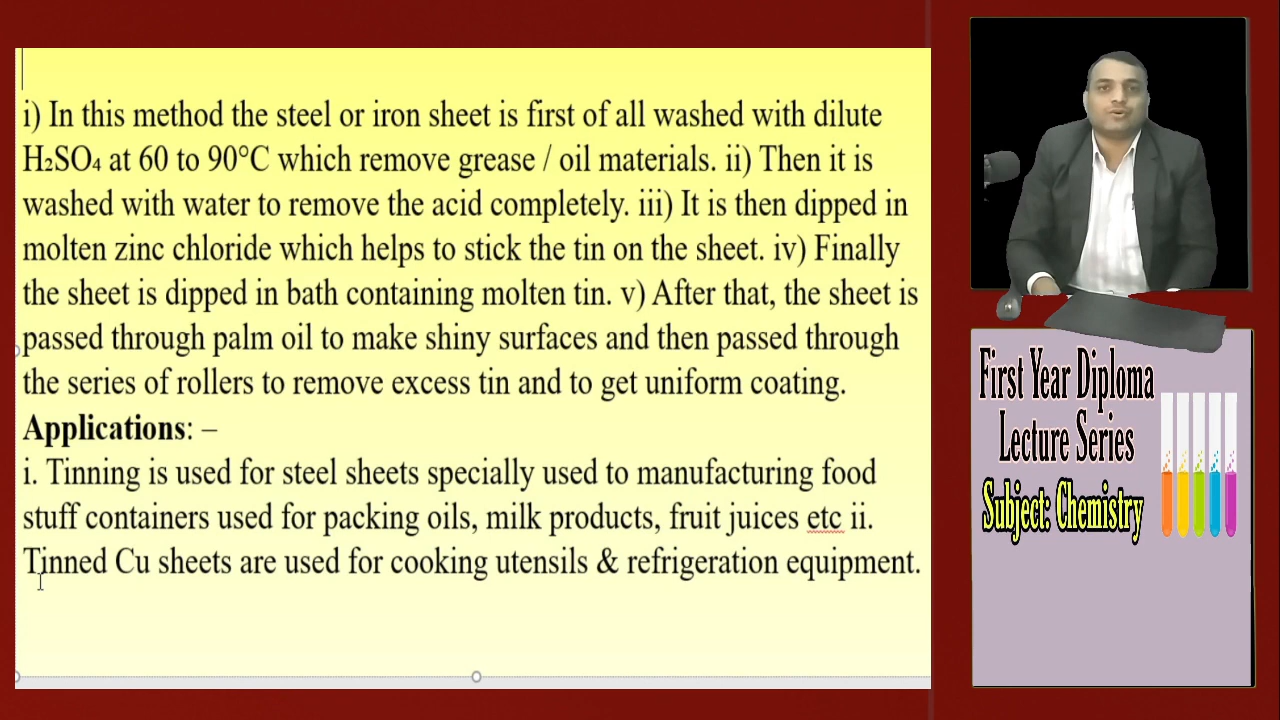 i) In this method the steel or iron sheet is first of all washed with dilute
H₂SO₄ at 60 to 90°C which remove grease / oil materials. ii) Then it is
washed with water to remove the acid completely. iii) It is then dipped in
molten zinc chloride which helps to stick the tin on the sheet. iv) Finally
the sheet is dipped in bath containing molten tin. v) After that, the sheet is
passed through palm oil to make shiny surfaces and then passed through
the series of rollers to remove excess tin and to get uniform coating.
Applications: –
i. Tinning is used for steel sheets specially used to manufacturing food
stuff containers used for packing oils, milk products, fruit juices etc ii.
Tinned Cu sheets are used for cooking utensils & refrigeration equipment.
First Year Diploma
Lecture Series
Subject: Chemistry